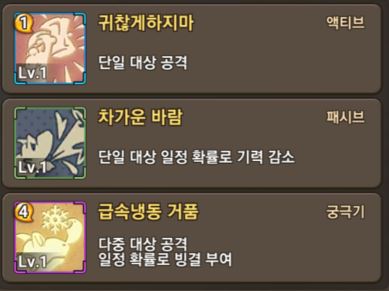 1
귀찮게하지마
액티브
단일 대상 공격
Lv.1
차가운 바람
패시브
단일 대상 일정 확률로 기력 감소
Lv.1
4
급속냉동 거품
궁극기
다중 대상 공격
일정 확률로 빙결 부여
Lv.1